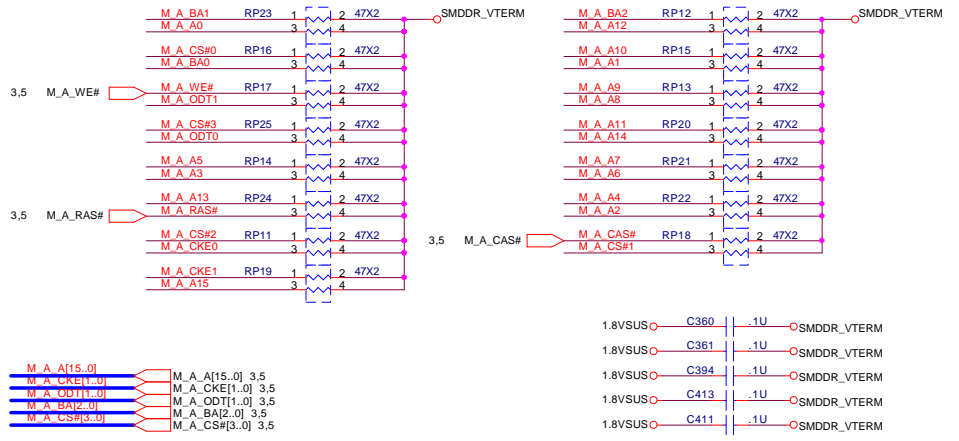 M_A_BA1 RP23 1 2 47X2 SMDDR_VTERM
M_A_A0 3 4
M_A_CS#0 RP16 1 2 47X2
M_A_BA0 3 4
3,5 M_A_WE# M_A_WE# RP17 1 2 47X2
M_A_ODT1 3 4
M_A_CS#3 RP25 1 2 47X2
M_A_ODT0 3 4
M_A_A5 RP14 1 2 47X2
M_A_A3 3 4
M_A_A13 RP24 1 2 47X2
3,5 M_A_RAS# M_A_RAS# 3 4
M_A_CS#2 RP11 1 2 47X2
M_A_CKE0 3 4
M_A_CKE1 RP19 1 2 47X2
M_A_A15 3 4
M_A_BA2 RP12 1 2 47X2 SMDDR_VTERM
M_A_A12 3 4
M_A_A10 RP15 1 2 47X2
M_A_A1 3 4
M_A_A9 RP13 1 2 47X2
M_A_A8 3 4
M_A_A11 RP20 1 2 47X2
M_A_A14 3 4
M_A_A7 RP21 1 2 47X2
M_A_A6 3 4
M_A_A4 RP22 1 2 47X2
M_A_A2 3 4
3,5 M_A_CAS# M_A_CAS# RP18 1 2 47X2
M_A_CS#1 3 4
M_A_A[15..0] M_A_A[15..0] 3,5
M_A_CKE[1..0] M_A_CKE[1..0] 3,5
M_A_ODT[1..0] M_A_ODT[1..0] 3,5
M_A_BA[2..0] M_A_BA[2..0] 3,5
M_A_CS#[3..0] M_A_CS#[3..0] 3,5
1.8VSUS C360 .1U SMDDR_VTERM
1.8VSUS C361 .1U SMDDR_VTERM
1.8VSUS C394 .1U SMDDR_VTERM
1.8VSUS C413 .1U SMDDR_VTERM
1.8VSUS C411 .1U SMDDR_VTERM